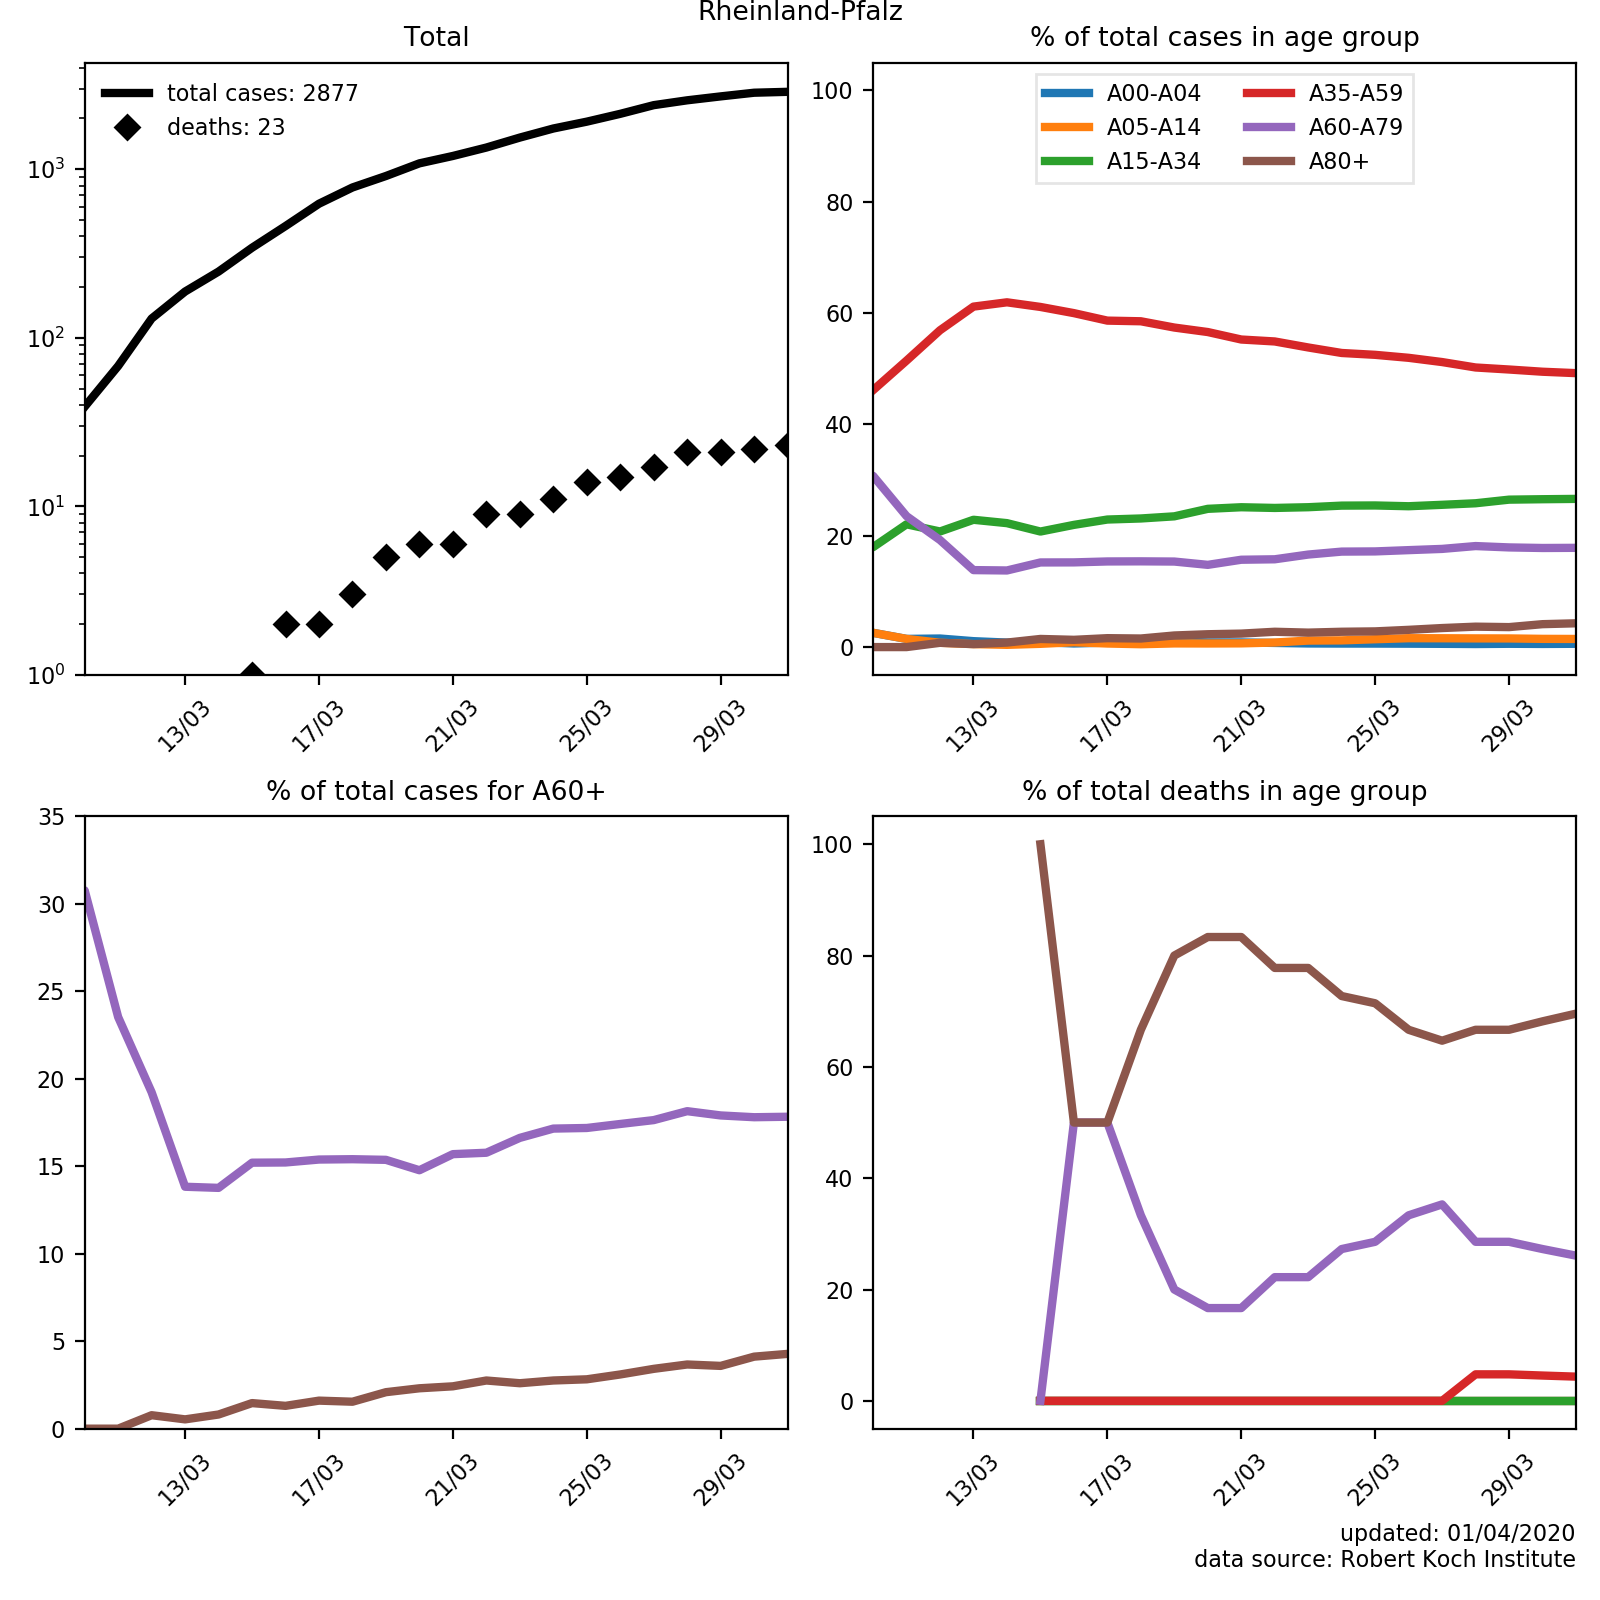 Rheinland-Pfalz
Total
total cases: 2877
deaths: 23
10³
10²
10¹
10⁰
13/03
17/03
21/03
25/03
29/03
% of total cases in age group
A00-A04
A05-A14
A15-A34
A35-A59
A60-A79
A80+
100
80
60
40
20
0
13/03
17/03
21/03
25/03
29/03
% of total cases for A60+
35
30
25
20
15
10
5
0
13/03
17/03
21/03
25/03
29/03
% of total deaths in age group
100
80
60
40
20
0
13/03
17/03
21/03
25/03
29/03
updated: 01/04/2020
data source: Robert Koch Institute